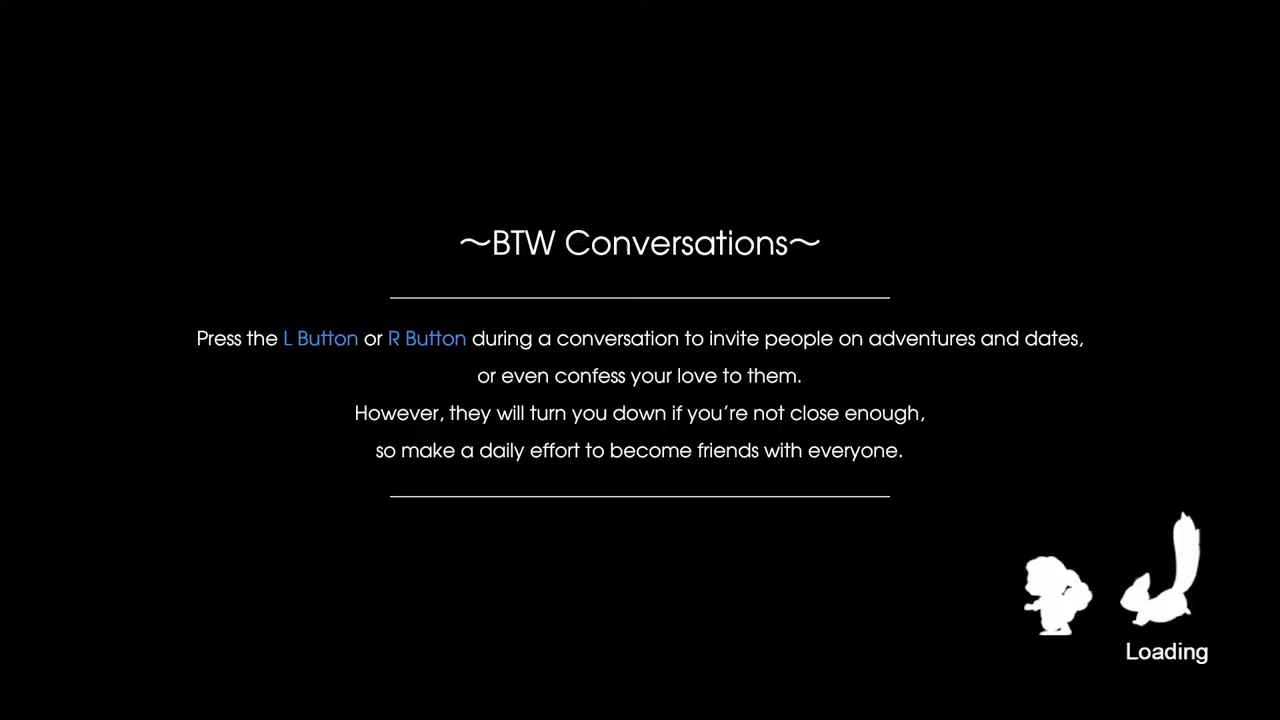 ～BTW Conversations～
Press the L Button or R Button during a conversation to invite people on adventures and dates,
or even confess your love to them.
However, they will turn you down if you’re not close enough,
so make a daily effort to become friends with everyone.
Loading